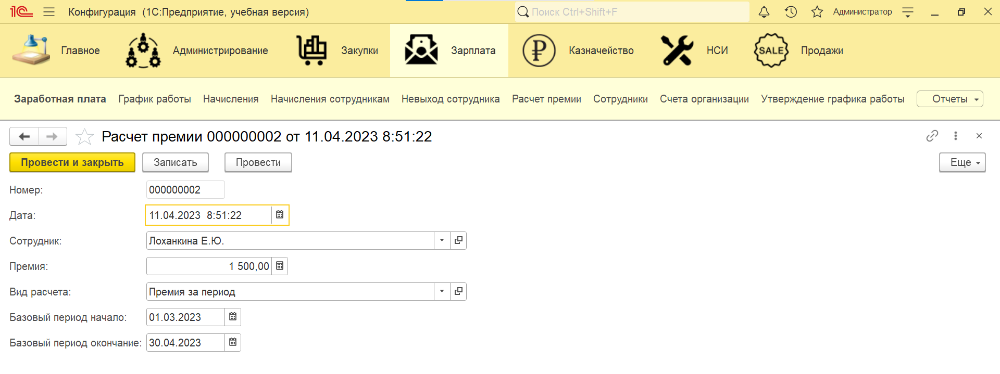 1С Конфигурация (1С:Предприятие, учебная версия) Поиск Ctrl+Shift+F Администратор
Главное Администрирование Закупки Зарплата Казначейство НСИ SALE Продажи
Заработная плата График работы Начисления Начисления сотрудникам Невыход сотрудника Расчет премии Сотрудники Счета организации Утверждение графика работы Отчеты
Расчет премии 000000002 от 11.04.2023 8:51:22
Провести и закрыть Записать Провести Еще
Номер: 000000002
Дата: 11.04.2023 8:51:22
Сотрудник: Лоханкина Е.Ю.
Премия: 1 500,00
Вид расчета: Премия за период
Базовый период начало: 01.03.2023
Базовый период окончание: 30.04.2023